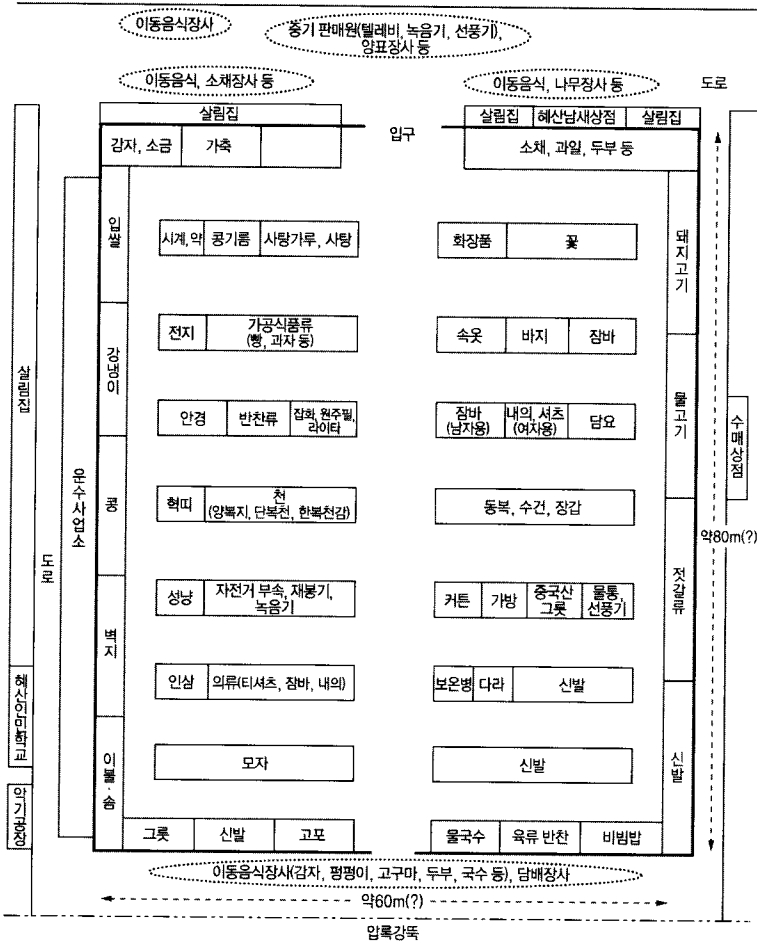 이동음식장사
중기 판매원(텔레비, 녹음기, 선풍기),
양표장사 등
이동음식, 소채장사 등
이동음식, 나무장사 등
도로
살림집
입구
살림집
혜산남새상점
살림집
감자, 소금
가축
소채, 과일, 두부 등
입쌀
시계, 약
콩기름
사탕가루, 사탕
화장품
꽃
돼지고기
강냉이
전지
가공식품류
(빵, 과자 등)
속옷
바지
잠바
살림집
안경
반찬류
잡화, 원주필,
라이타
잠바
(남자용)
내의, 셔츠
(여자용)
담요
물고기
수매상점
운수사업소
콩
혁띠
천
(양복지, 단복천, 한복천감)
동복, 수건, 장갑
약80m(?)
도로
벽지
성냥
자전거 부속, 재봉기,
녹음기
커튼
가방
중국산
그릇
물통,
선풍기
젓갈류
인삼
의류(티셔츠, 잠바, 내의)
보온병
다라
신발
혜산인민학교
이불·솜
모자
신발
신발
악기공장
그릇
신발
고포
물국수
육류 반찬
비빔밥
이동음식장사(감자, 펑펑이, 고구마, 두부, 국수 등), 담배장사
약60m(?)
압록강뚝